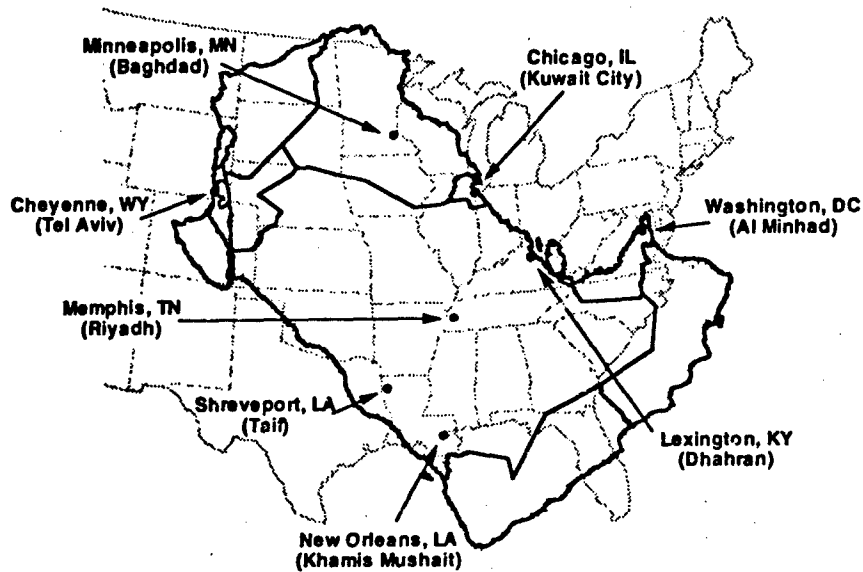 Minneapolis, MN
(Baghdad)
Chicago, IL
(Kuwait City)
Cheyenne, WY
(Tel Aviv)
Washington, DC
(Al Minhad)
Memphis, TN
(Riyadh)
Shreveport, LA
(Taif)
Lexington, KY
(Dhahran)
New Orleans, LA
(Khamis Mushait)